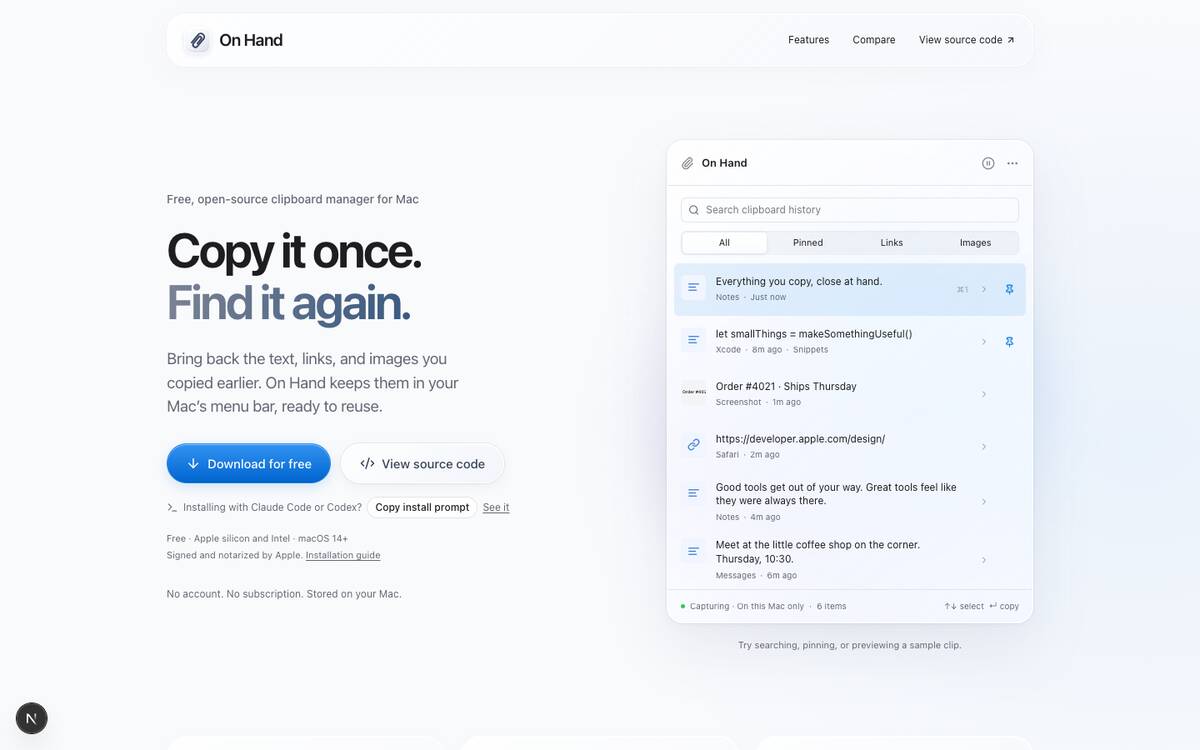 On Hand
Features
Compare
View source code
Free, open-source clipboard manager for Mac
Copy it once.
Find it again.
Bring back the text, links, and images you
copied earlier. On Hand keeps them in your
Mac’s menu bar, ready to reuse.
Download for free
View source code
Installing with Claude Code or Codex? Copy install prompt See it
Free · Apple silicon and Intel · macOS 14+
Signed and notarized by Apple. Installation guide
No account. No subscription. Stored on your Mac.
On Hand
Search clipboard history
All
Pinned
Links
Images
Everything you copy, close at hand.
⌘1
Notes · Just now
let smallThings = makeSomethingUseful()
Xcode · 8m ago · Snippets
Order #4021 · Ships Thursday
Screenshot · 1m ago
https://developer.apple.com/design/
Safari · 2m ago
Good tools get out of your way. Great tools feel like
they were always there.
Notes · 4m ago
Meet at the little coffee shop on the corner.
Thursday, 10:30.
Messages · 6m ago
Capturing · On this Mac only · 6 items
↑↓ select ↵ copy
Try searching, pinning, or previewing a sample clip.
N